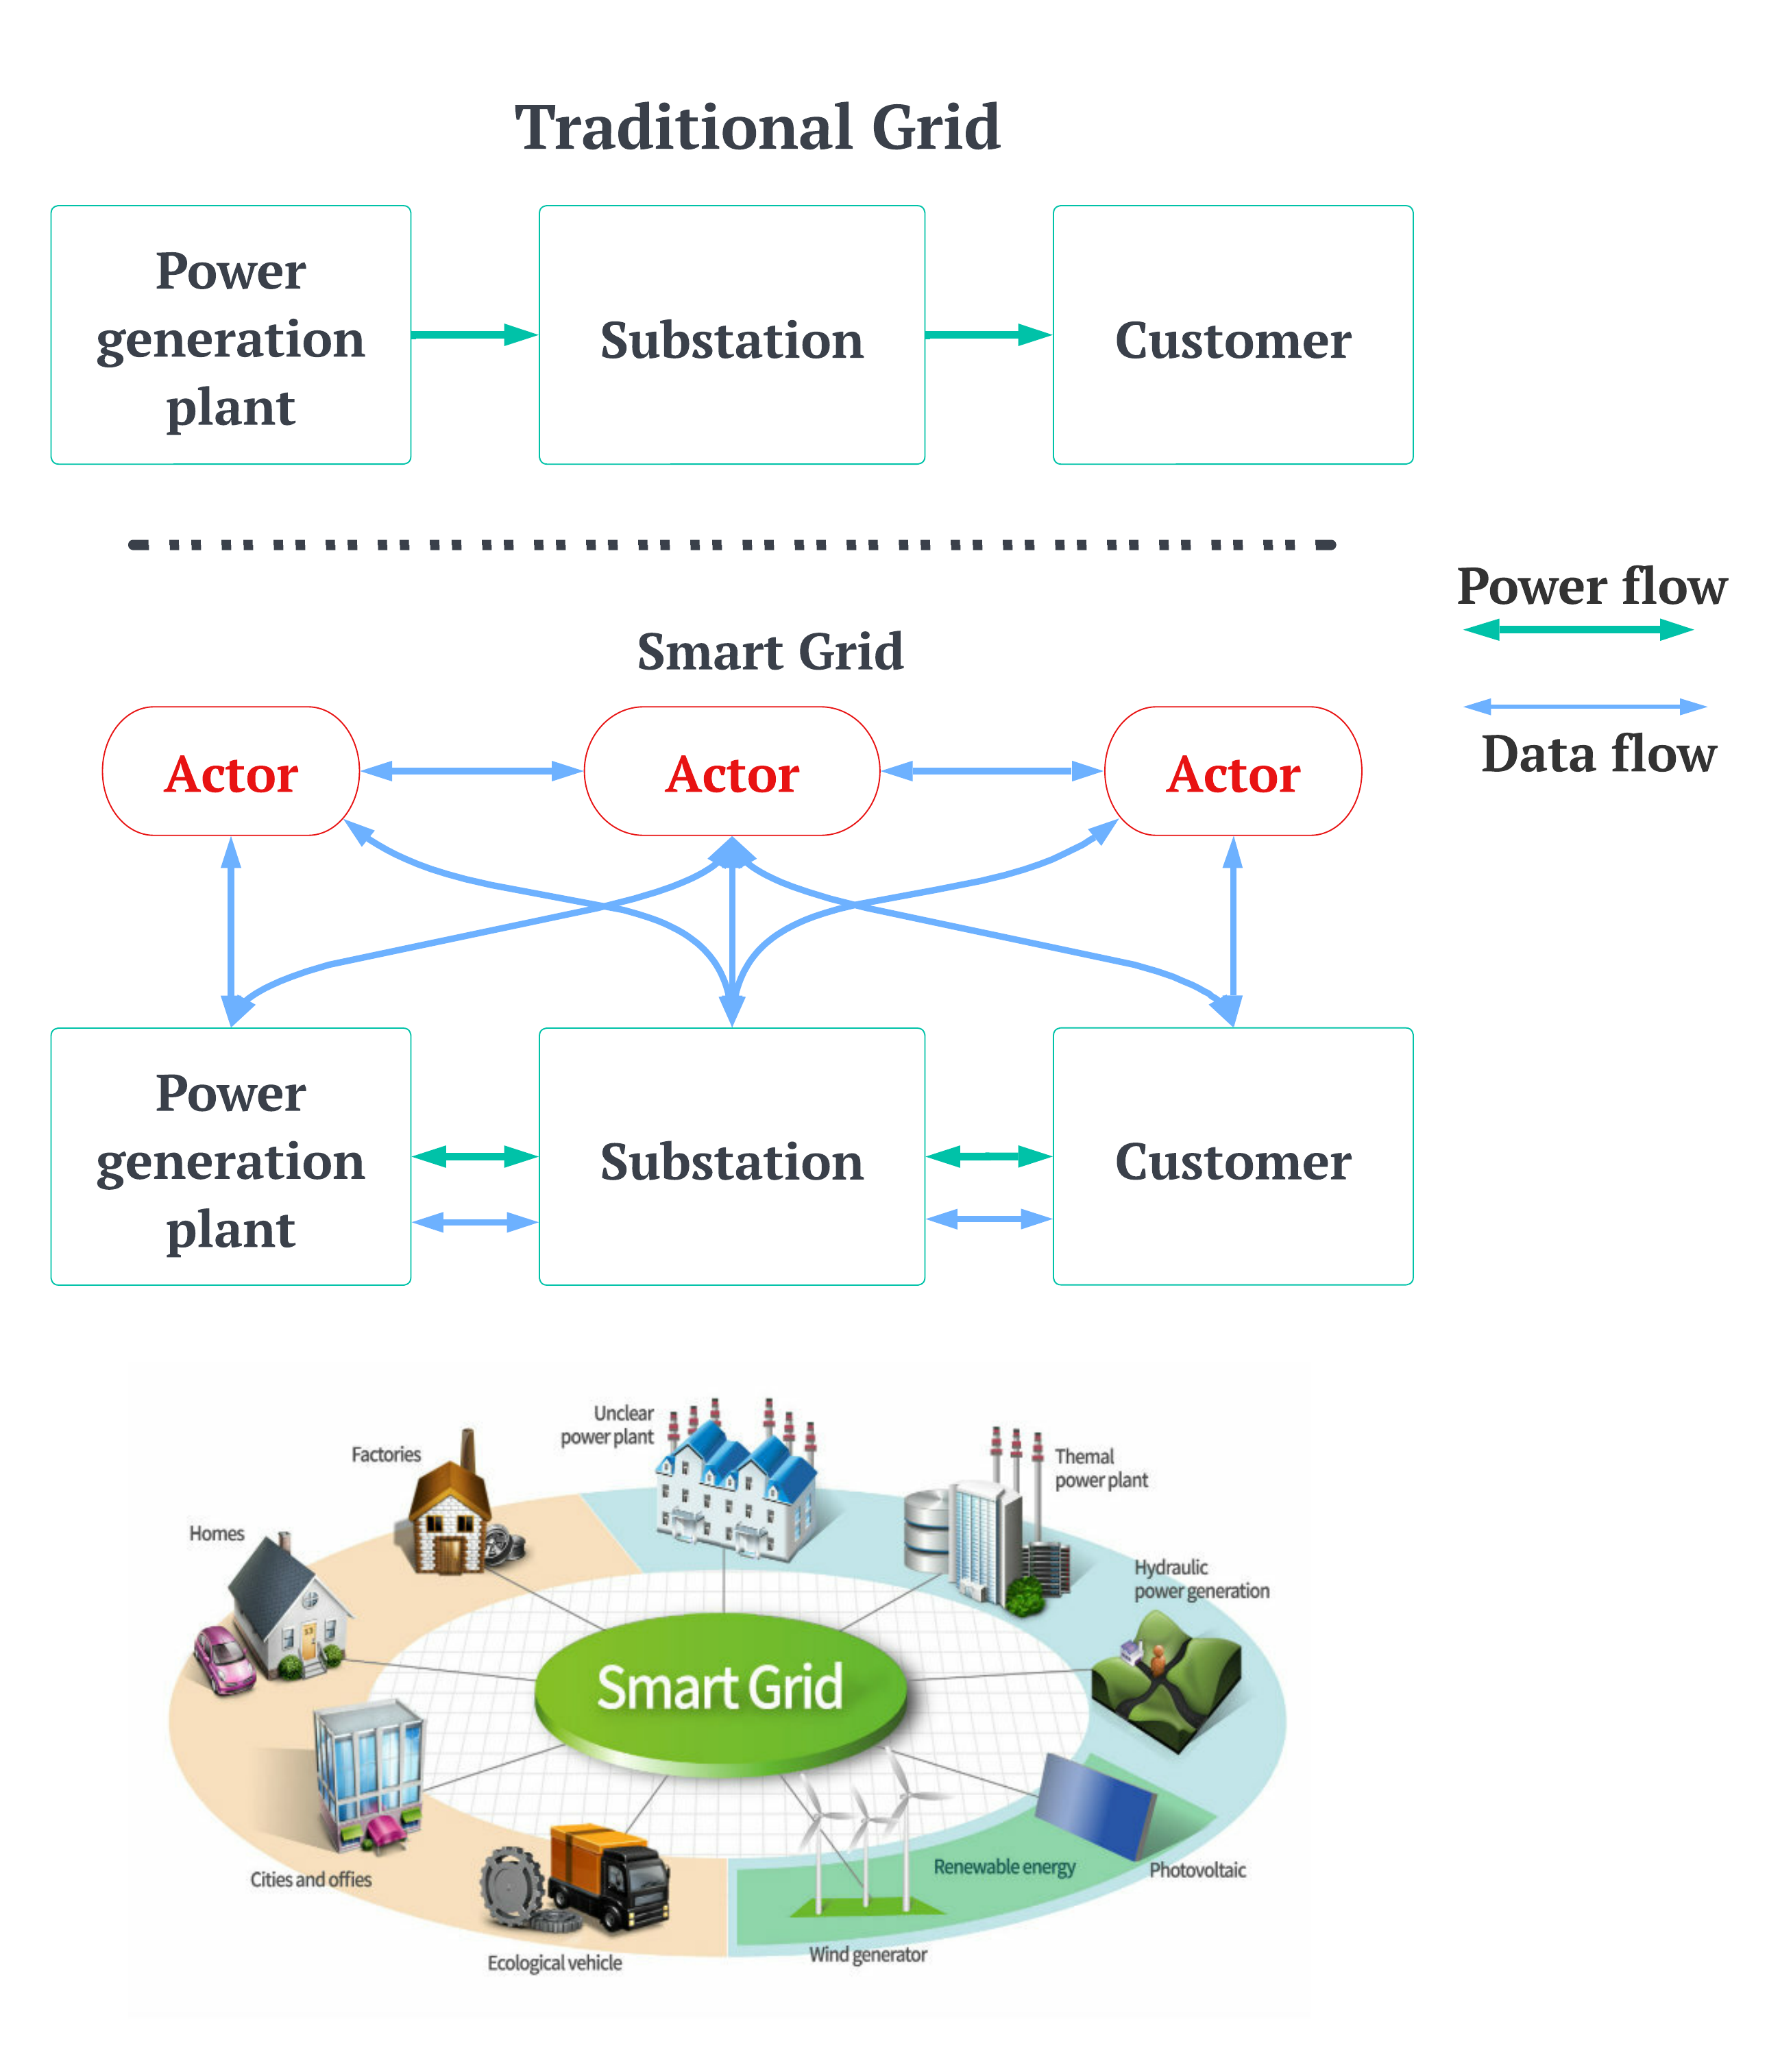 Traditional Grid
Power
generation
plant
Substation
Customer
Power flow
Data flow
Smart Grid
Actor
Actor
Actor
Power
generation
plant
Substation
Customer
Unclear
power plant
Factories
Themal
power plant
Homes
Hydraulic
power generation
Smart Grid
Renewable energy
Photovoltaic
Cities and offies
Wind generator
Ecological vehicle